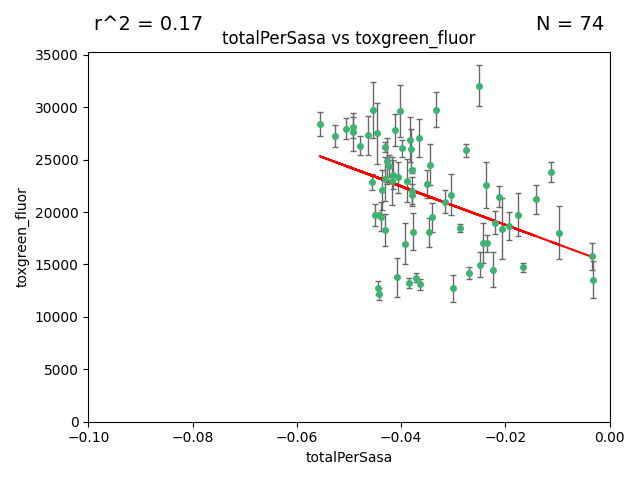 r^2 = 0.17
N = 74
totalPerSasa vs toxgreen_fluor
35000
30000
25000
20000
15000
10000
5000
0
toxgreen_fluor
−0.10
−0.08
−0.06
−0.04
−0.02
0.00
totalPerSasa